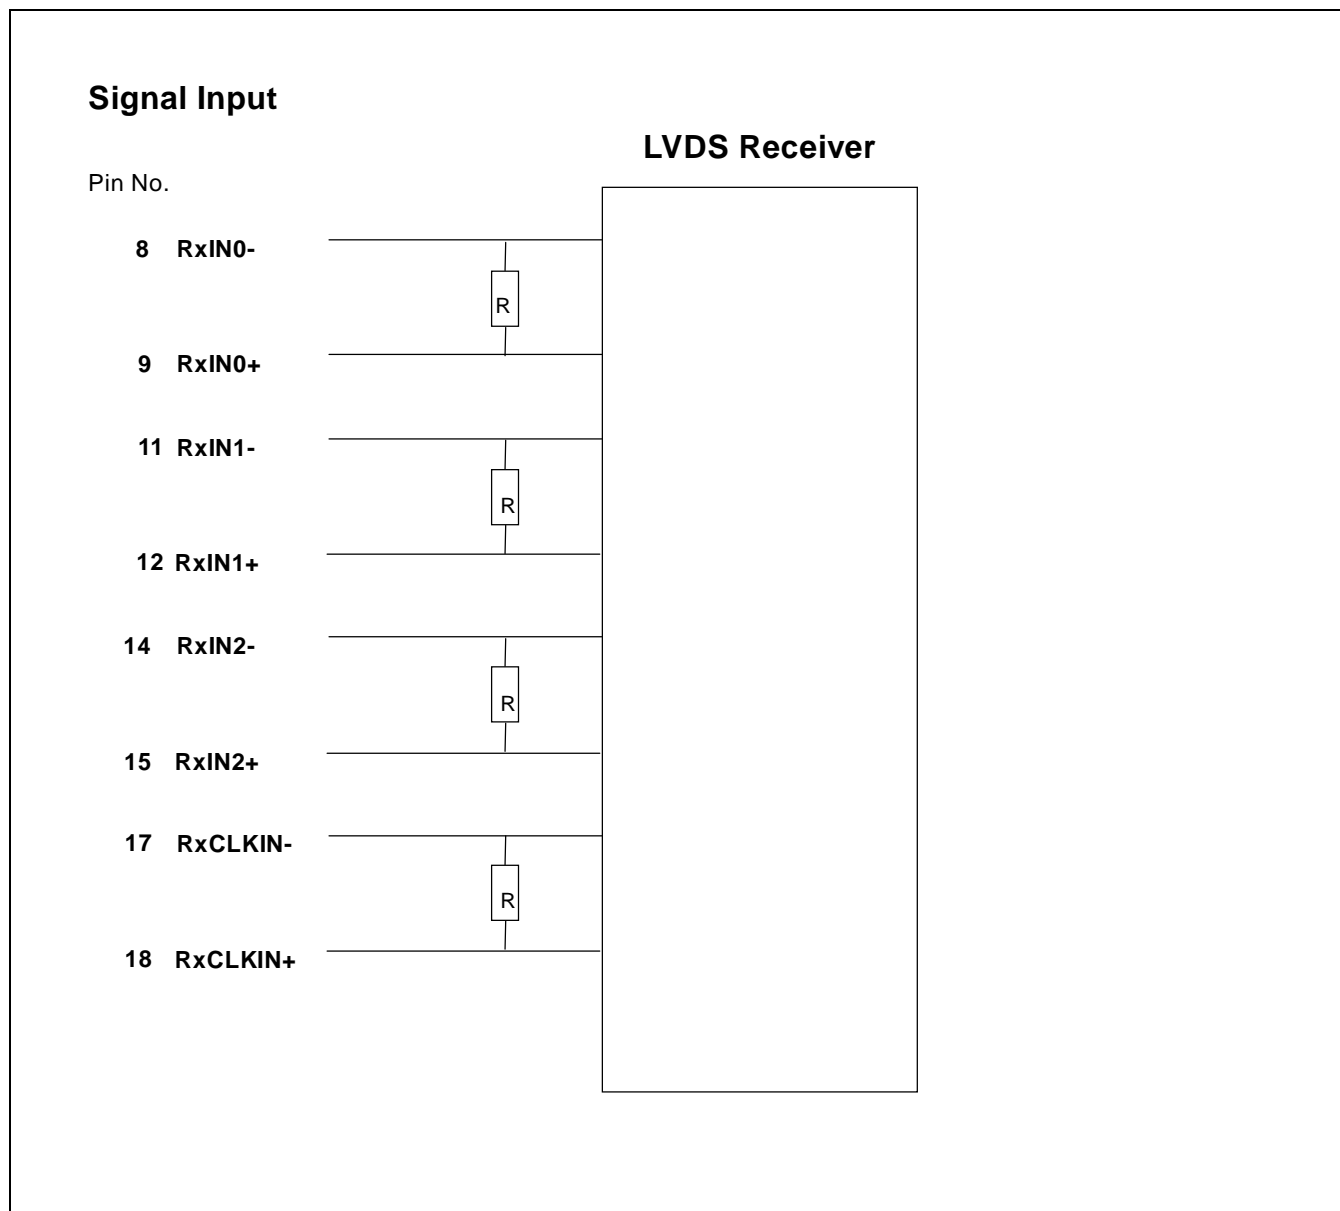 Signal Input
LVDS Receiver
Pin No.
8 RxIN0-
R
9 RxIN0+
11 RxIN1-
R
12 RxIN1+
14 RxIN2-
R
15 RxIN2+
17 RxCLKIN-
R
18 RxCLKIN+